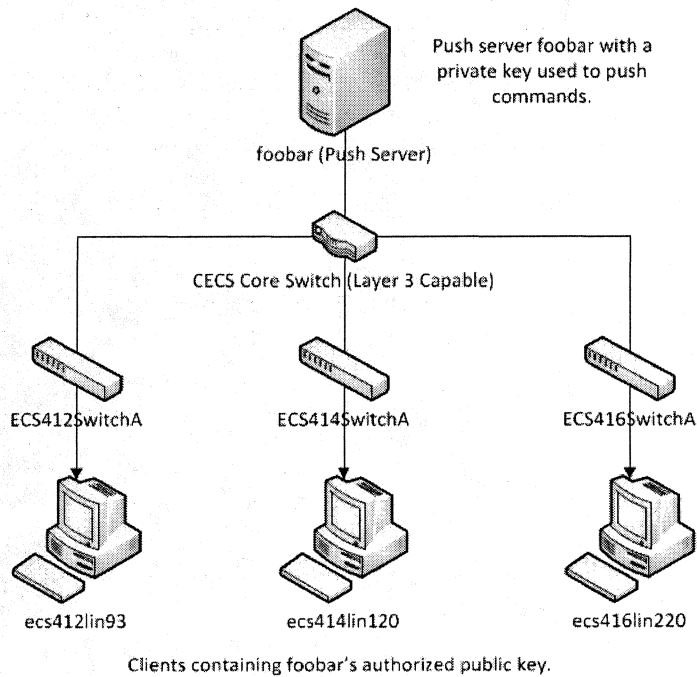 Push server foobar with a
private key used to push
commands.
foobar (Push Server)
CECS Core Switch (Layer 3 Capable)
ECS412SwitchA
ECS414SwitchA
ECS416SwitchA
ecs412lin93
ecs414lin120
ecs416lin220
Clients containing foobar's authorized public key.